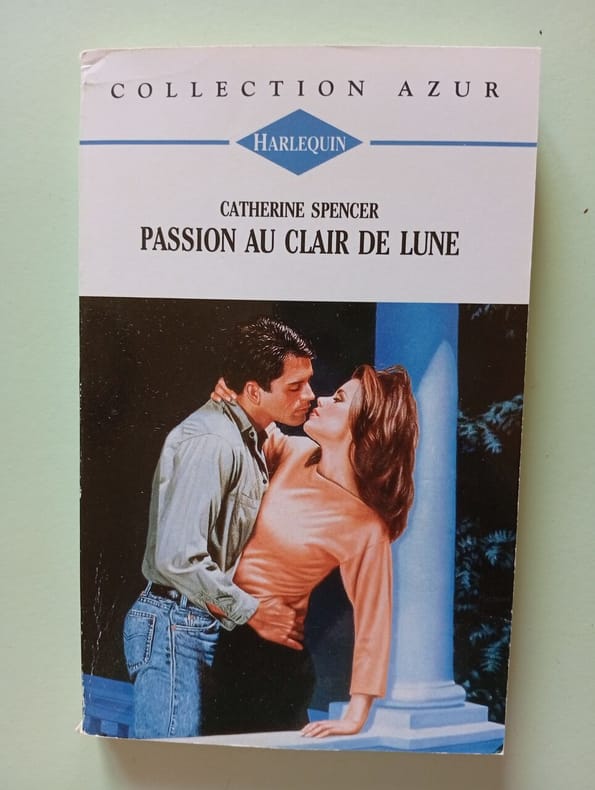 COLLECTION AZUR
HARLEQUIN
CATHERINE SPENCER
PASSION AU CLAIR DE LUNE